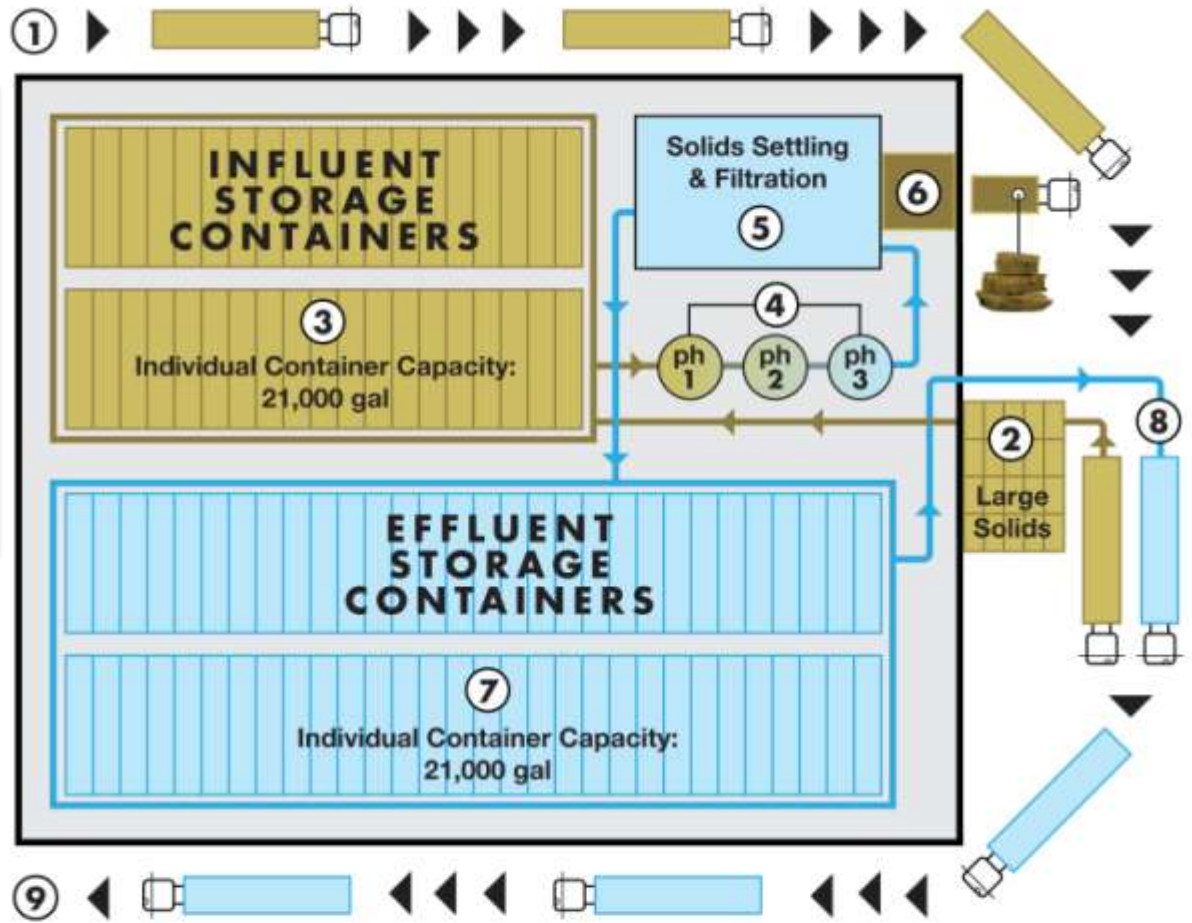 1
INFLUENT
STORAGE
CONTAINERS
3
Individual Container Capacity:
21,000 gal
Solids Settling
& Filtration
5
6
4
ph
1
ph
2
ph
3
2
Large
Solids
8
EFFLUENT
STORAGE
CONTAINERS
7
Individual Container Capacity:
21,000 gal
9